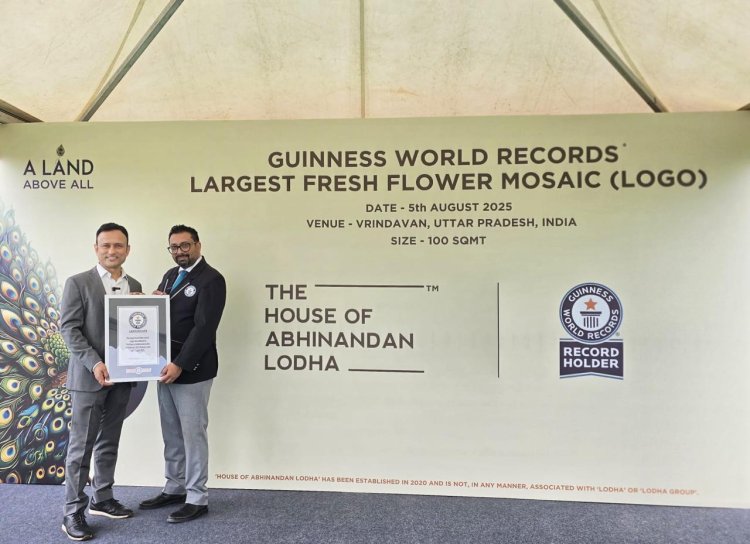 A LAND
ABOVE ALL
GUINNESS WORLD RECORDS®
LARGEST FRESH FLOWER MOSAIC (LOGO)
DATE - 5th AUGUST 2025
VENUE - VRINDAVAN, UTTAR PRADESH, INDIA
SIZE - 100 SQMT
THE ™
HOUSE OF
ABHINANDAN
LODHA
GUINNESS
WORLD
RECORDS
RECORD
HOLDER
CERTIFICATE
'HOUSE OF ABHINANDAN LODHA' HAS BEEN ESTABLISHED IN 2020 AND IS NOT, IN ANY MANNER, ASSOCIATED WITH 'LODHA' OR 'LODHA GROUP'.